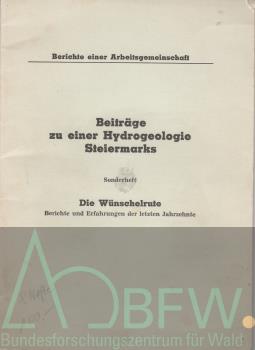 Berichte einer Arbeitsgemeinschaft
Beiträge
zu einer Hydrogeologie
Steiermarks
Sonderheft
Die Wünschelrute
Berichte und Erfahrungen der letzten Jahrzehnte
BFW
Bundesforschungszentrum für Wald